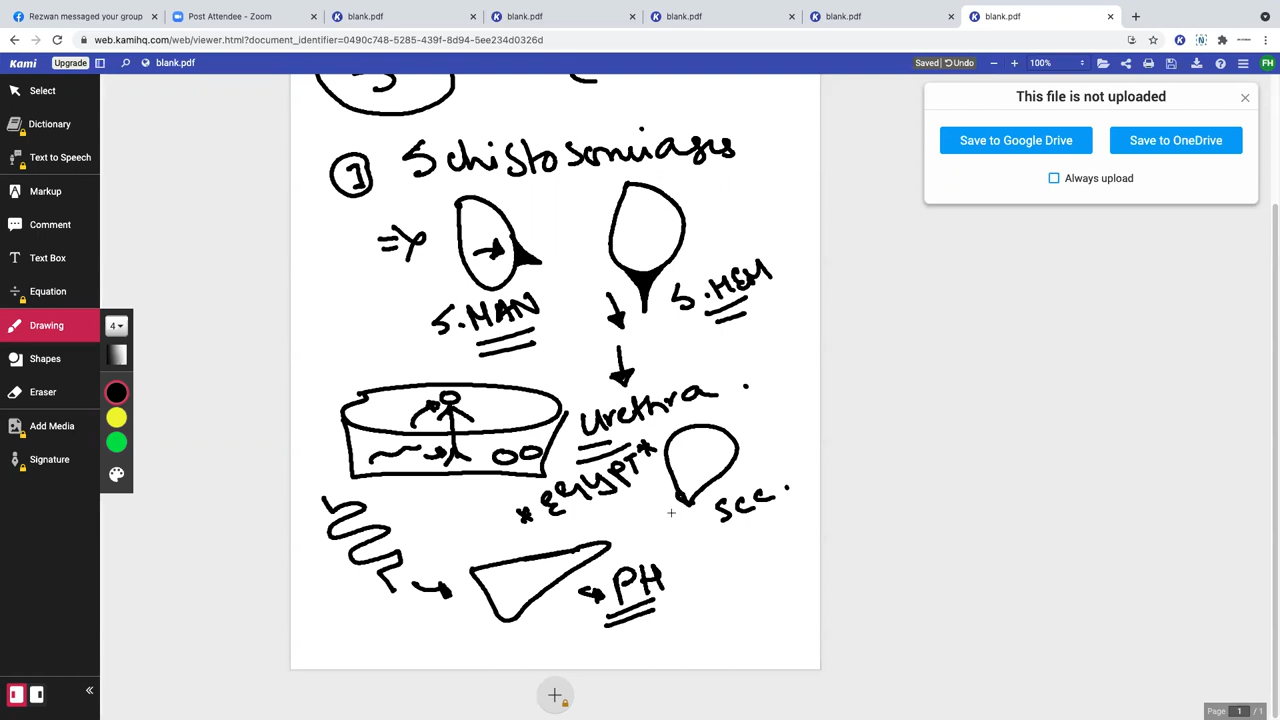 Rezwan messaged your group
Post Attendee - Zoom
blank.pdf
blank.pdf
blank.pdf
blank.pdf
blank.pdf
web.kamihq.com/web/viewer.html?document_identifier=0490c748-5285-439f-8d94-5ee234d0326d
Kami
Upgrade
blank.pdf
Saved
Undo
100%
FH
Select
Dictionary
Text to Speech
Markup
Comment
Text Box
Equation
Drawing
4
Shapes
Eraser
Add Media
Signature
This file is not uploaded
Save to Google Drive
Save to OneDrive
Always upload
Schistosomiasis
S.MAN
S.HEM
Urethra
* EGYPT *
SCC
PH
Page: 1 / 1